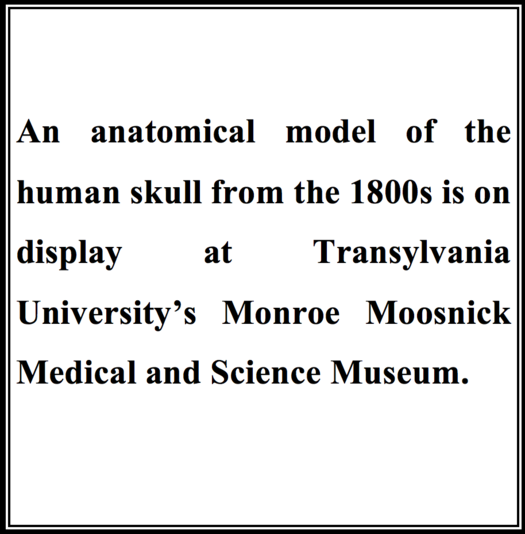 An anatomical model of the
human skull from the 1800s is on
display at Transylvania
University’s Monroe Moosnick
Medical and Science Museum.